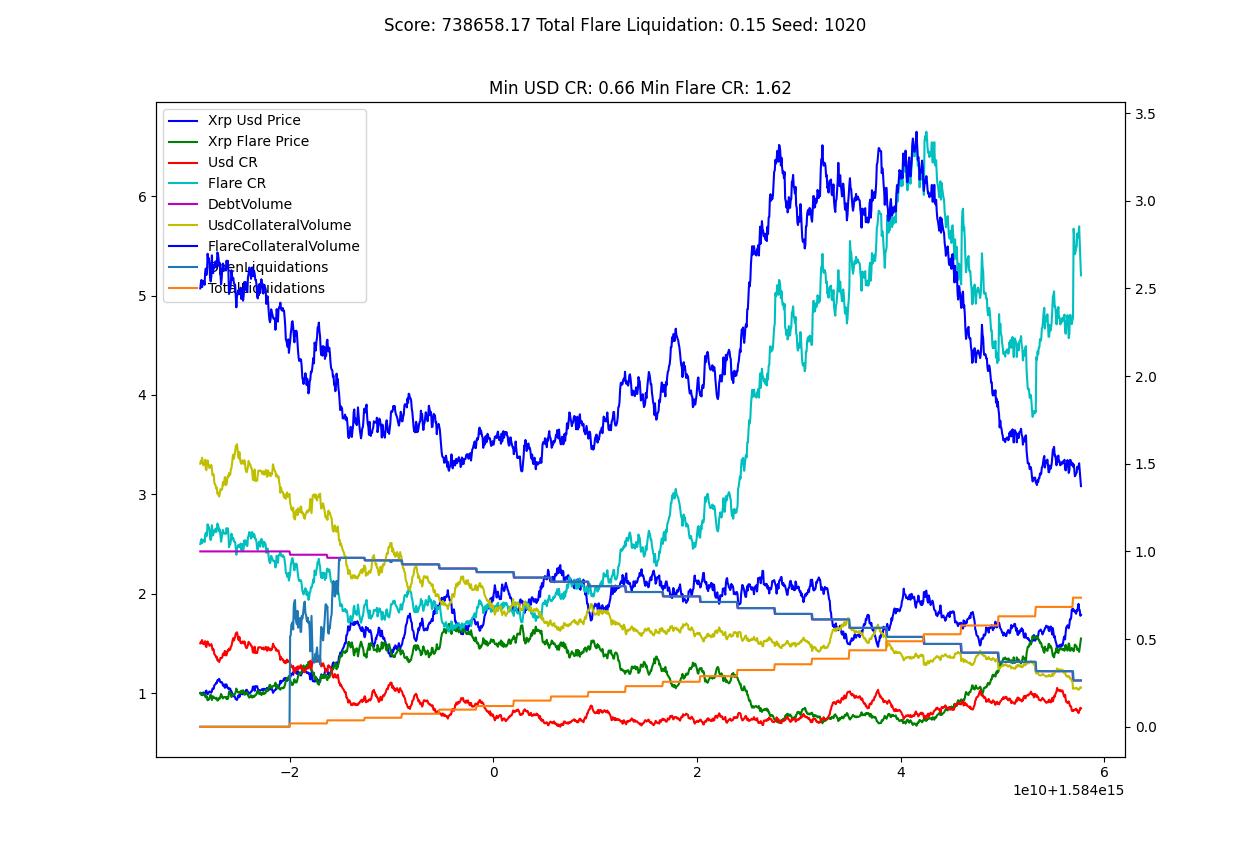 Score: 738658.17 Total Flare Liquidation: 0.15 Seed: 1020
Min USD CR: 0.66 Min Flare CR: 1.62
Xrp Usd Price
Xrp Flare Price
Usd CR
Flare CR
DebtVolume
UsdCollateralVolume
FlareCollateralVolume
OpenLiquidations
TotalLiquidations
6
5
4
3
2
1
3.5
3.0
2.5
2.0
1.5
1.0
0.5
0.0
−2 0 2 4 6
1e10+1.584e15